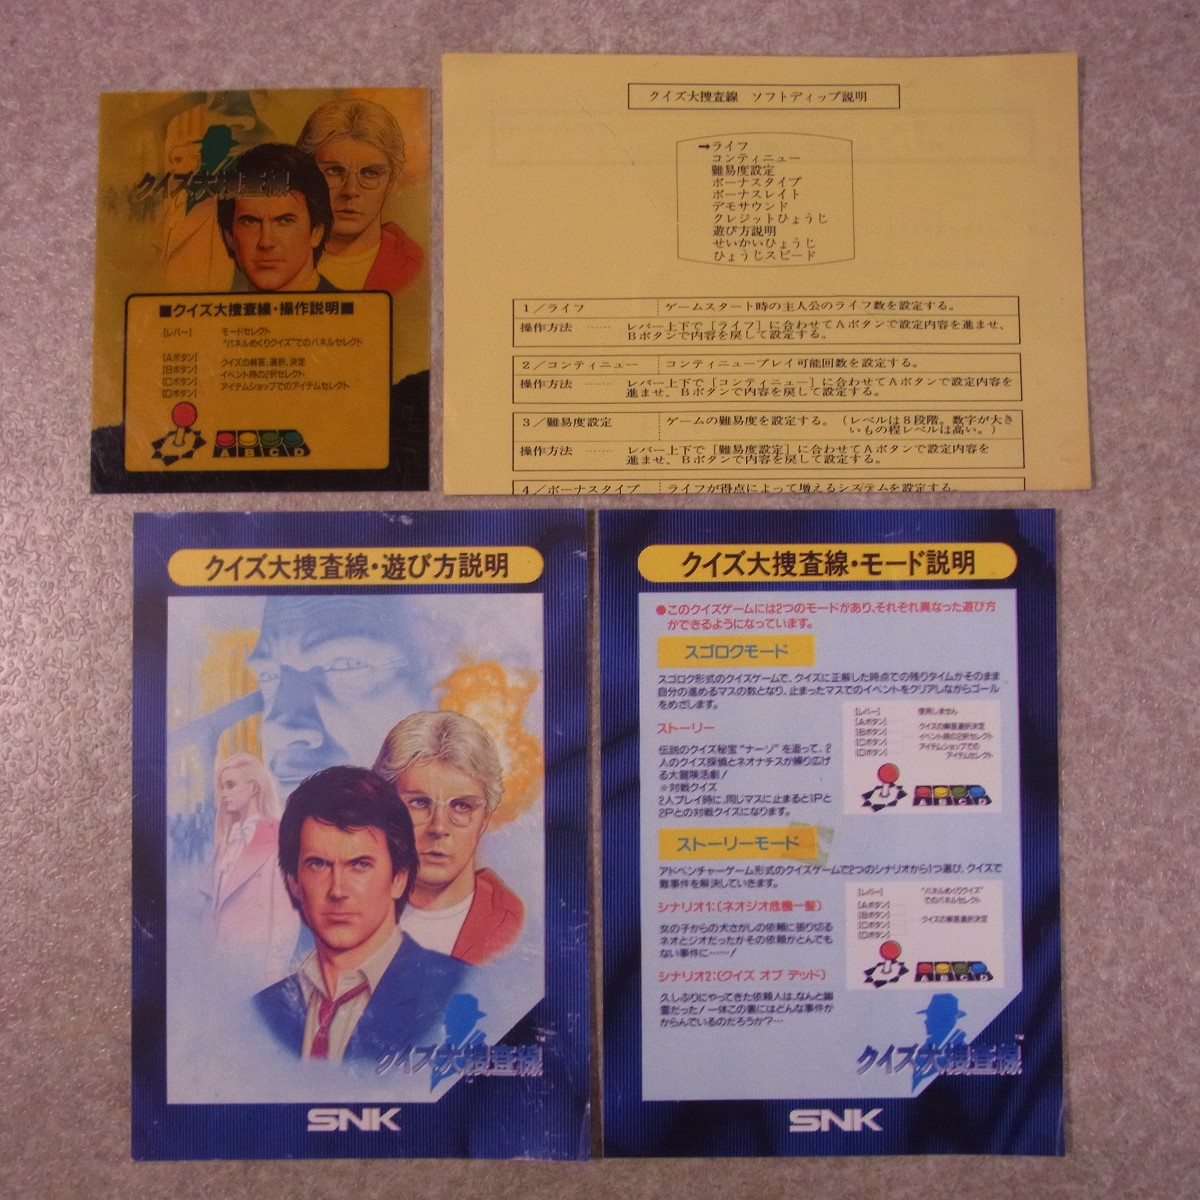 クイズ大捜査線
■クイズ大捜査線・操作説明■
[レバー] モードセレクト
"パネルめくりクイズ"でのパネルセレクト
[Aボタン] クイズの解答、選択、決定
[Bボタン] イベント時の2択セレクト
[Cボタン] アイテムショップでのアイテムセレクト
[Dボタン]
A B C D
クイズ大捜査線 ソフトディップ説明
→ライフ
コンティニュー
難易度設定
ボーナスタイプ
ボーナスレイト
デモサウンド
クレジットひょうじ
遊び方説明
せいかいひょうじ
ひょうじスピード
1/ライフ ゲームスタート時の主人公のライフ数を設定する。
操作方法 …… レバー上下で[ライフ]に合わせてAボタンで設定内容を進ませ、
Bボタンで内容を戻して設定する。
2/コンティニュー コンティニュープレイ可能回数を設定する。
操作方法 …… レバー上下で[コンティニュー]に合わせてAボタンで設定内容を
進ませ、Bボタンで内容を戻して設定する。
3/難易度設定 ゲームの難易度を設定する。(レベルは8段階。数字が大き
いもの程レベルは高い。)
操作方法 …… レバー上下で[難易度設定]に合わせてAボタンで設定内容を
進ませ、Bボタンで内容を戻して設定する。
4/ボーナスタイプ ライフが得点によって増えるシステムを設定する。
クイズ大捜査線・遊び方説明
クイズ大捜査線
TM
SNK
クイズ大捜査線・モード説明
●このクイズゲームには2つのモードがあり、それぞれ異なった遊び方
ができるようになっています。
スゴロクモード
スゴロク形式のクイズゲームで、クイズに正解した時点での残りタイムがそのまま
自分の進めるマスの数となり、止まったマスでのイベントをクリアしながらゴール
をめざします。
ストーリー
伝説のクイズ秘宝"ナーゾ"を追って、2
人のクイズ探偵とネオナチスが繰り広げ
る大冒険活劇!
※対戦クイズ
2人プレイ時に、同じマスに止まると1Pと
2Pとの対戦クイズになります。
[レバー] 使用しません
[Aボタン] クイズの解答選択決定
[Bボタン] イベント時の2択セレクト
[Cボタン] アイテムショップでの
[Dボタン] アイテムセレクト
A B C D
ストーリーモード
アドベンチャーゲーム形式のクイズゲームで2つのシナリオから1つ選び、クイズで
難事件を解決していきます。
シナリオ1:(ネオジオ危機一髪)
女の子からの犬さがしの依頼に張り切る
ネオとジオだったがその依頼がとんでも
ない事件に……!
シナリオ2:(クイズ オブ デッド)
久しぶりにやってきた依頼人は、なんと幽
霊だった!一体この裏にはどんな事件が
からんでいるのだろうか?…
[レバー] "パネルめくりクイズ"
でのパネルセレクト
[Aボタン]
[Bボタン] クイズの解答選択決定
[Cボタン]
[Dボタン]
A B C D
クイズ大捜査線
TM
SNK